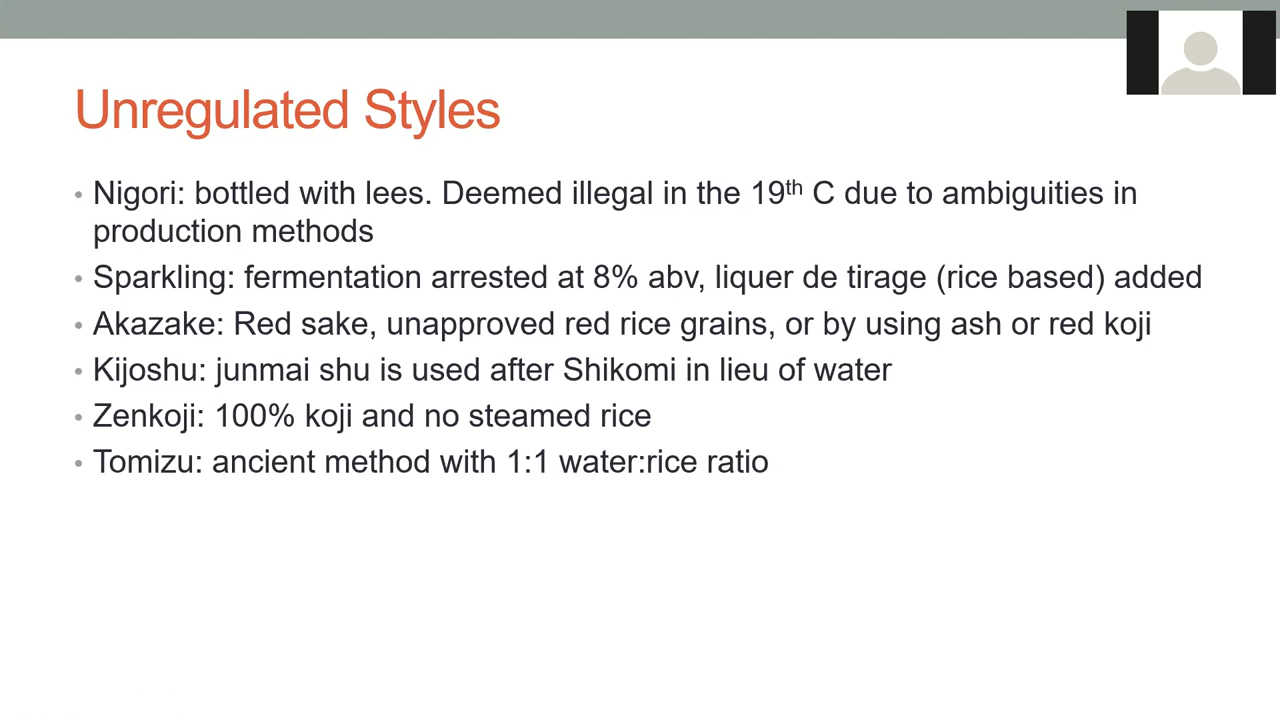 Unregulated Styles
• Nigori: bottled with lees. Deemed illegal in the 19th C due to ambiguities in
production methods
• Sparkling: fermentation arrested at 8% abv, liquer de tirage (rice based) added
• Akazake: Red sake, unapproved red rice grains, or by using ash or red koji
• Kijoshu: junmai shu is used after Shikomi in lieu of water
• Zenkoji: 100% koji and no steamed rice
• Tomizu: ancient method with 1:1 water:rice ratio